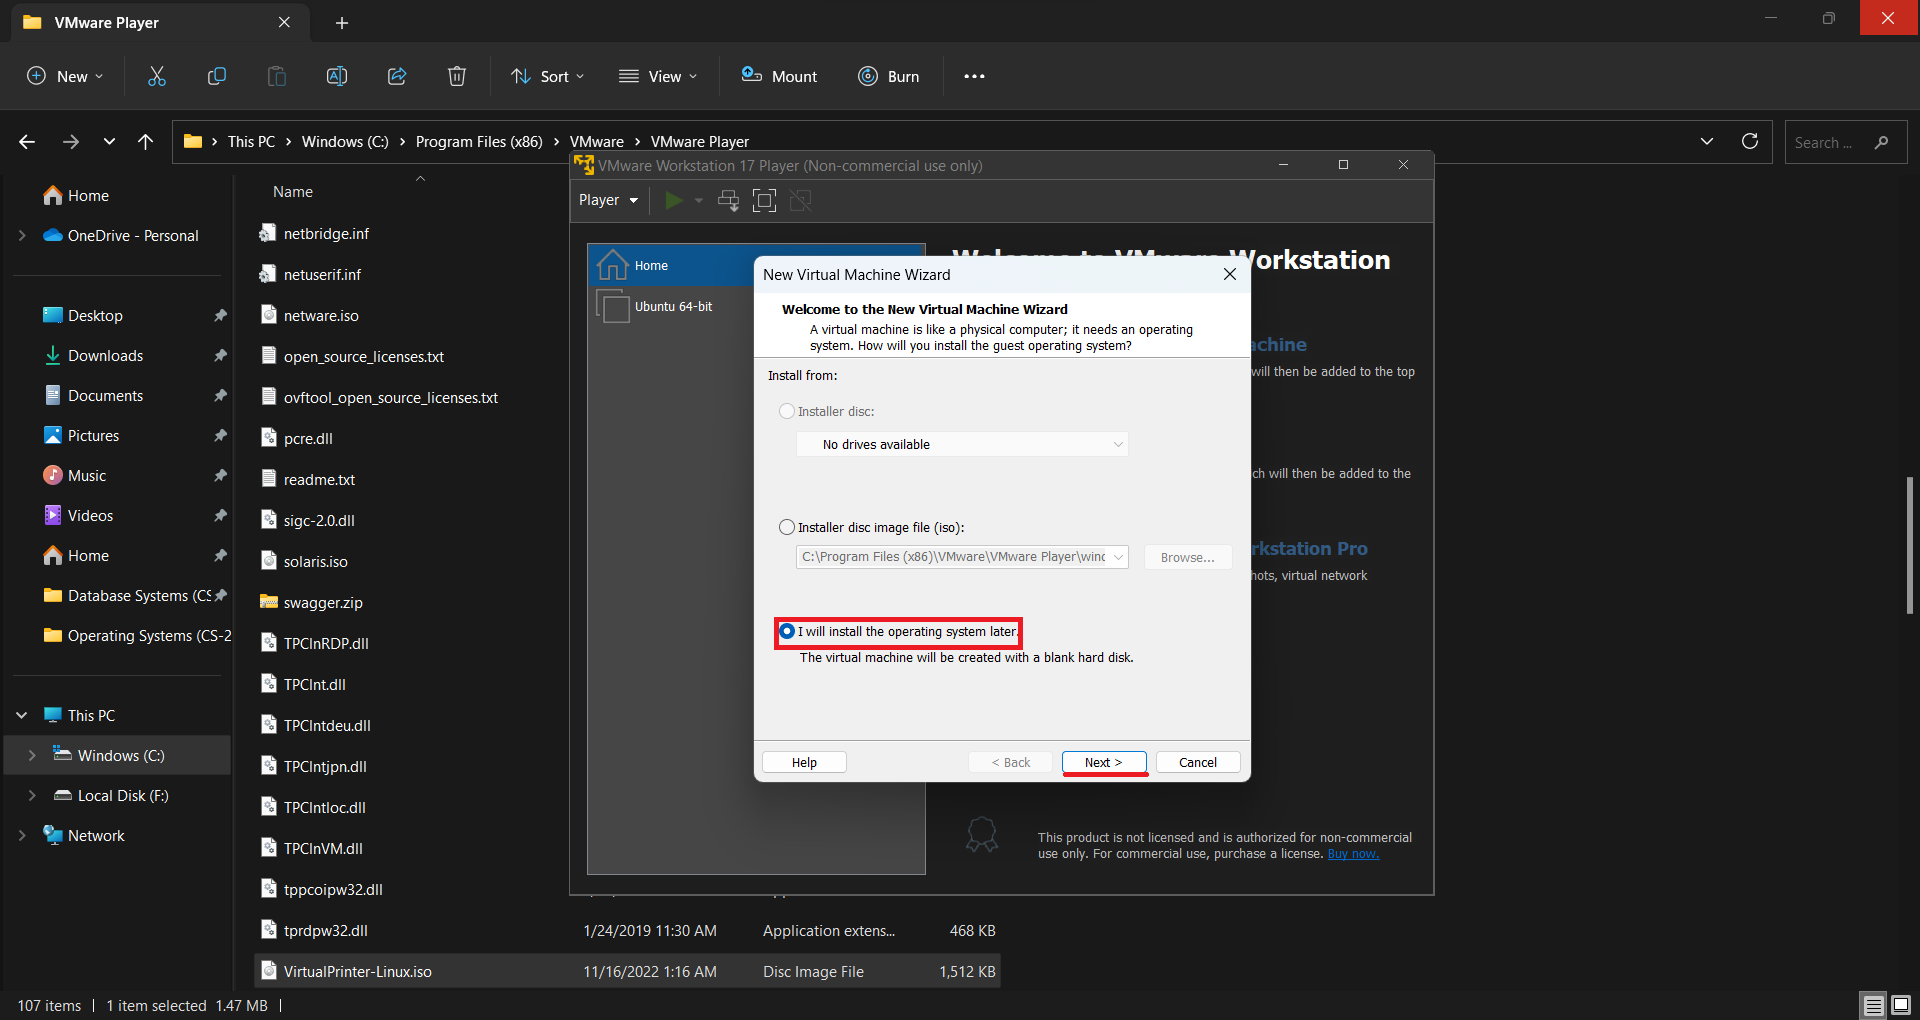 VMware Player
New
Sort
View
Mount
Burn
This PC
Windows (C:)
Program Files (x86)
VMware
VMware Player
Search ...
Home
OneDrive - Personal
Desktop
Downloads
Documents
Pictures
Music
Videos
Home
Database Systems (CS
Operating Systems (CS-2
This PC
Windows (C:)
Local Disk (F:)
Network
Name
netbridge.inf
netuserif.inf
netware.iso
open_source_licenses.txt
ovftool_open_source_licenses.txt
pcre.dll
readme.txt
sigc-2.0.dll
solaris.iso
swagger.zip
TPClnRDP.dll
TPClnt.dll
TPClntdeu.dll
TPClntjpn.dll
TPClntloc.dll
TPClnVM.dll
tppcoipw32.dll
tprdpw32.dll 1/24/2019 11:30 AM Application extens... 468 KB
VirtualPrinter-Linux.iso 11/16/2022 1:16 AM Disc Image File 1,512 KB
107 items
1 item selected 1.47 MB
VMware Workstation 17 Player (Non-commercial use only)
Player
Home
Ubuntu 64-bit
Welcome to VMware Workstation
achine
will then be added to the top
ch will then be added to the
rkstation Pro
hots, virtual network
This product is not licensed and is authorized for non-commercial
use only. For commercial use, purchase a license. Buy now.
New Virtual Machine Wizard
Welcome to the New Virtual Machine Wizard
A virtual machine is like a physical computer; it needs an operating
system. How will you install the guest operating system?
Install from:
Installer disc:
No drives available
Installer disc image file (iso):
C:\Program Files (x86)\VMware\VMware Player\winc
Browse...
I will install the operating system later.
The virtual machine will be created with a blank hard disk.
Help
< Back
Next >
Cancel